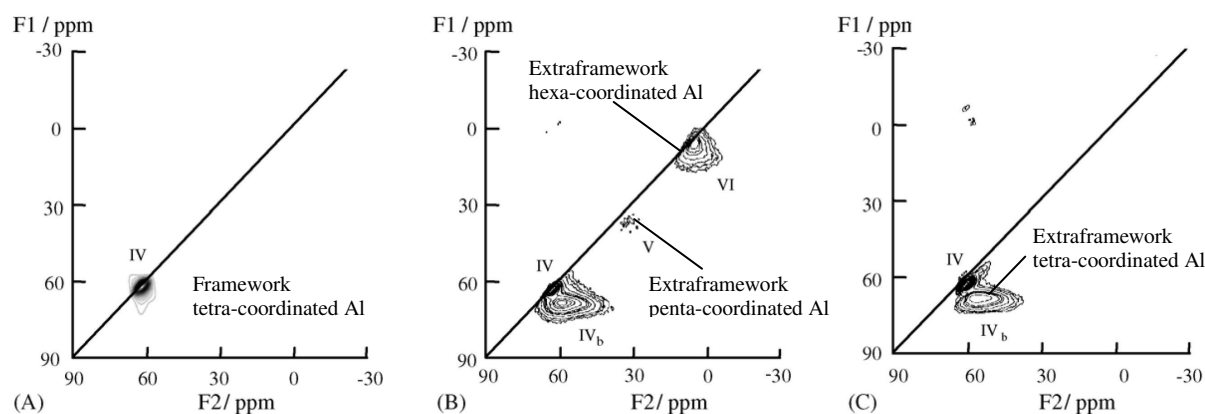 F1 / ppm
-30
0
30
60
90
IV
Framework
tetra-coordinated Al
90
60
30
0
-30
(A)
F2 / ppm
F1 / ppm
-30
0
30
60
90
Extraframework
hexa-coordinated Al
VI
V
IV
Extraframework
penta-coordinated Al
IVb
90
60
30
0
-30
(B)
F2 / ppm
F1 / ppn
-30
0
30
60
90
IV
Extraframework
tetra-coordinated Al
IV b
90
60
30
0
-30
(C)
F2 / ppm